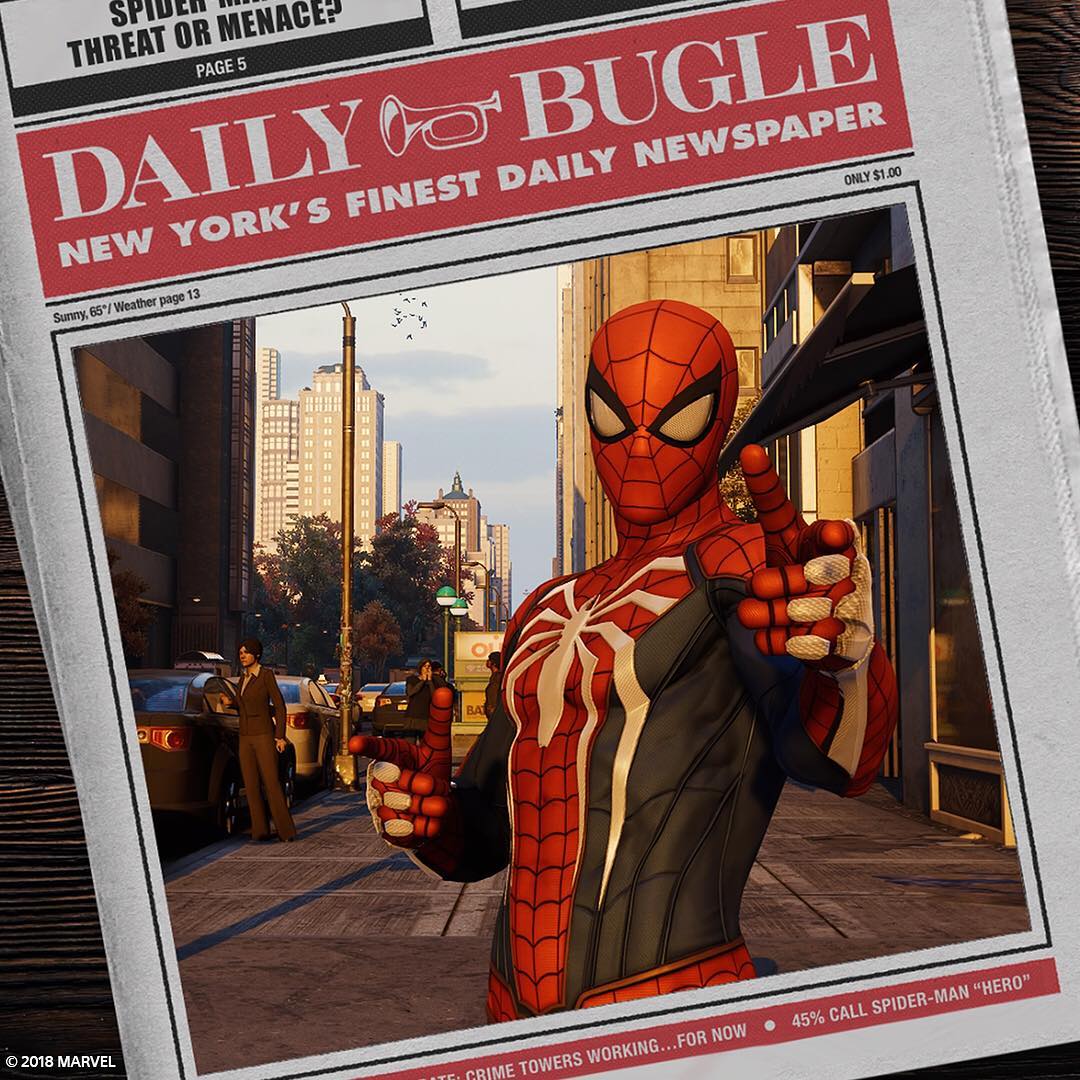 THREAT OR MENACE?
PAGE 5
DAILY BUGLE
NEW YORK'S FINEST DAILY NEWSPAPER
ONLY $1.00
Sunny, 65°/ Weather page 13
CRIME TOWERS WORKING...FOR NOW • 45% CALL SPIDER-MAN “HERO”
© 2018 MARVEL